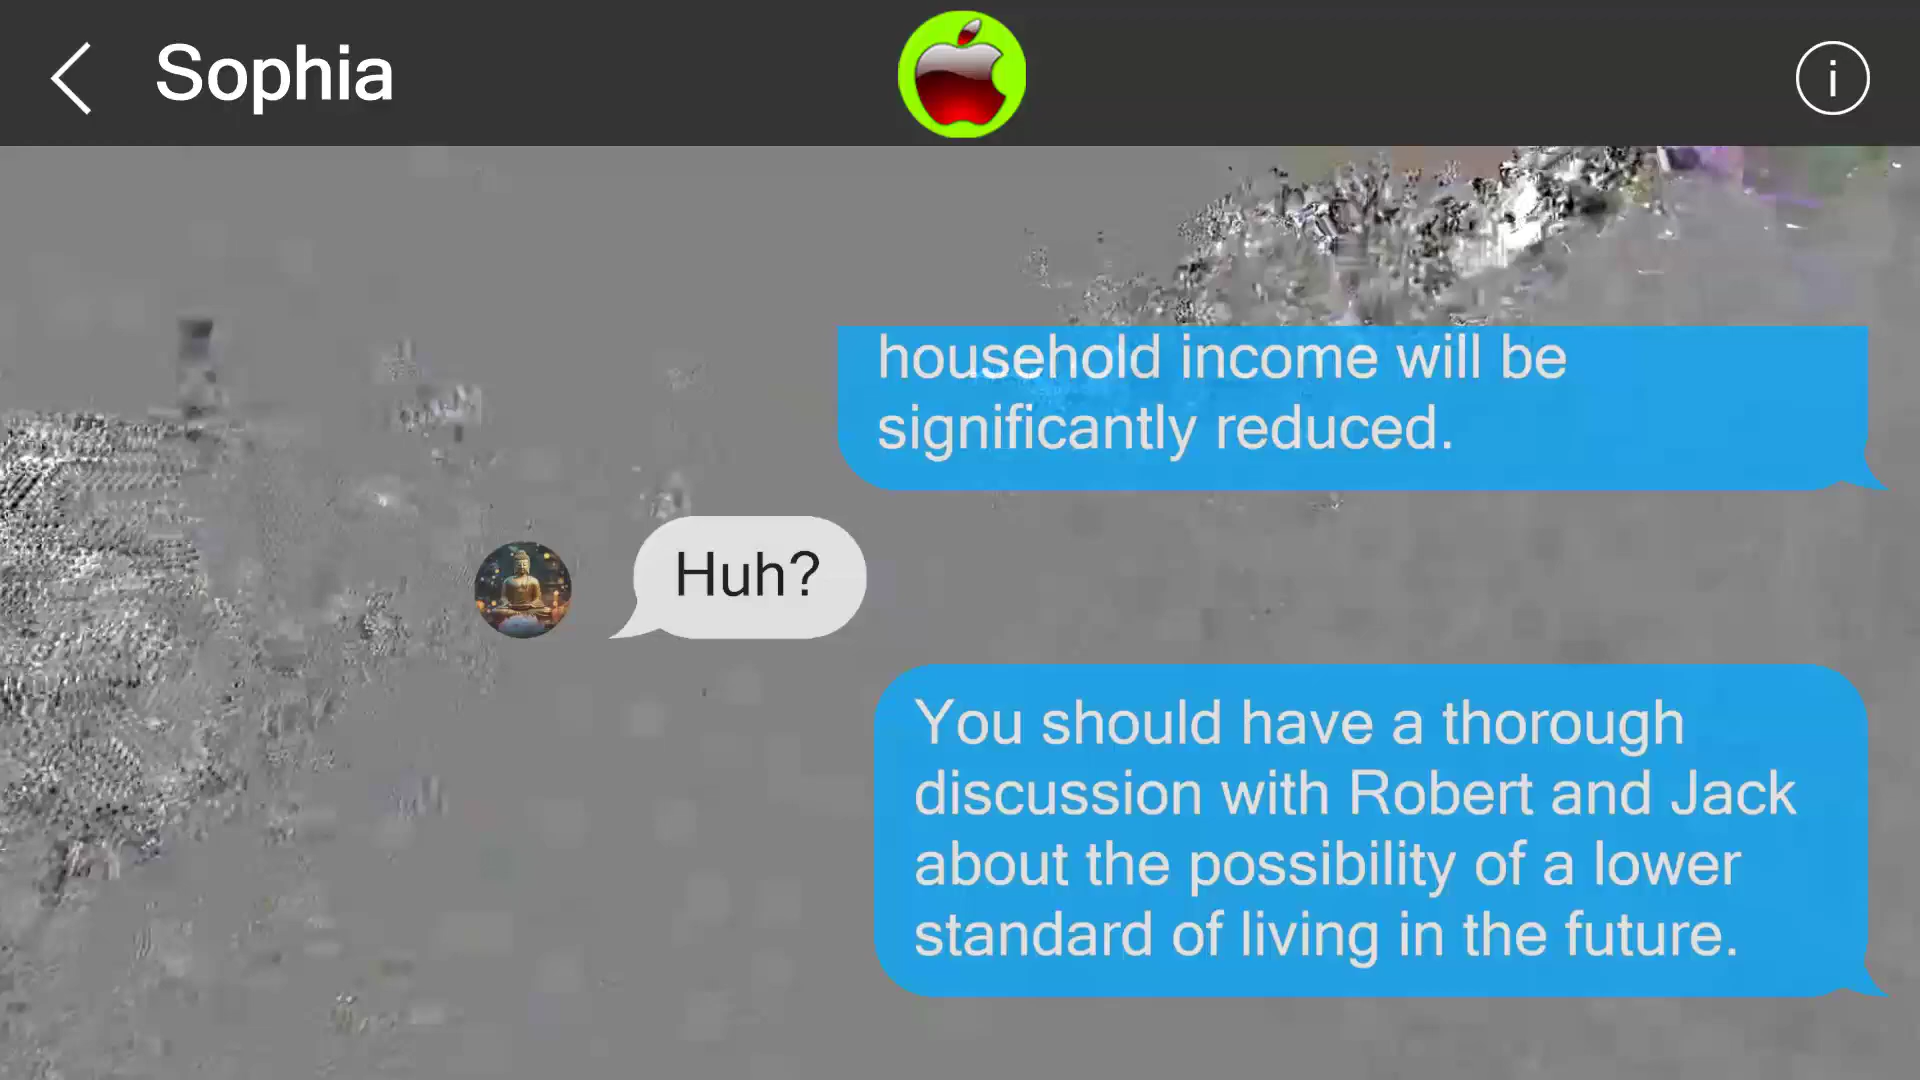 Sophia
household income will be
significantly reduced.
Huh?
You should have a thorough
discussion with Robert and Jack
about the possibility of a lower
standard of living in the future.